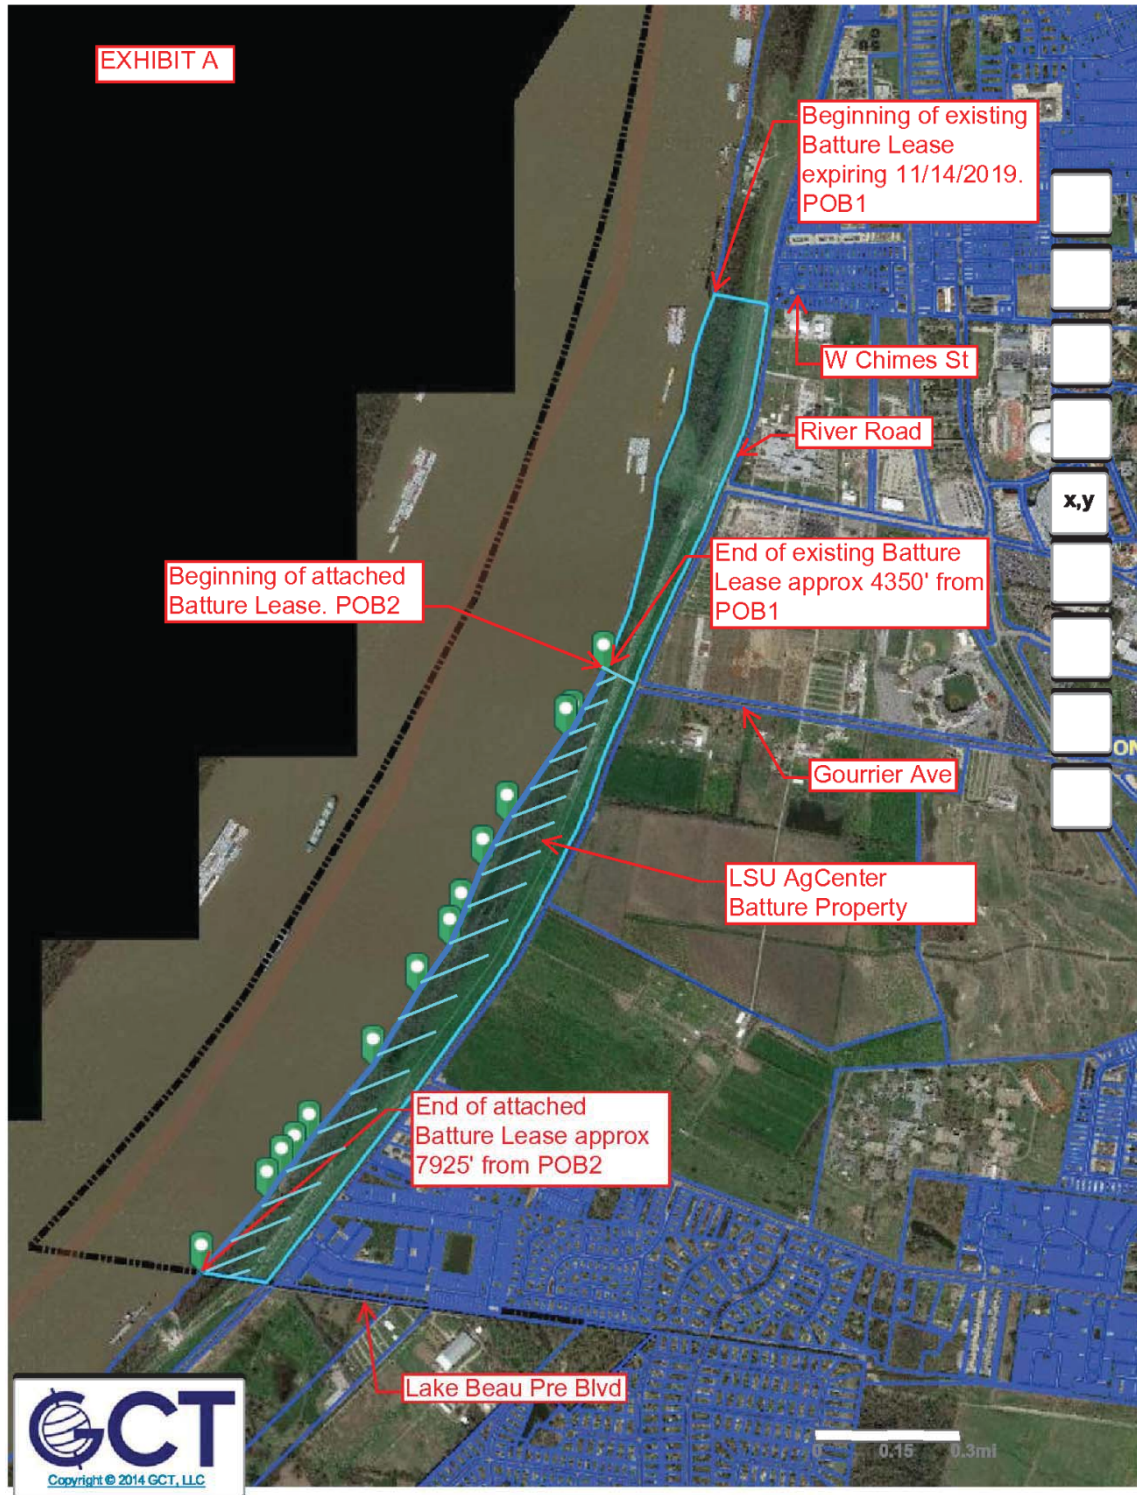 EXHIBIT A
Beginning of existing
Batture Lease
expiring 11/14/2019.
POB1
W Chimes St
River Road
x,y
End of existing Batture
Lease approx 4350' from
POB1
Beginning of attached
Batture Lease. POB2
ON
Gourrier Ave
LSU AgCenter
Batture Property
End of attached
Batture Lease approx
7925' from POB2
Lake Beau Pre Blvd
0 0.15 0.3mi
GCT
Copyright © 2014 GCT, LLC